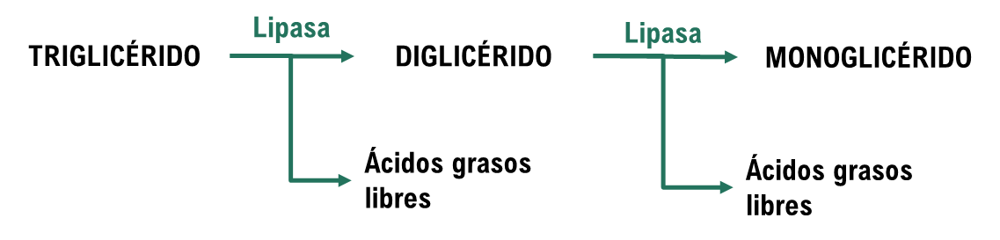 Lipasa
Lipasa
TRIGLICÉRIDO
DIGLICÉRIDO
MONOGLICÉRIDO
Ácidos grasos
libres
Ácidos grasos
libres